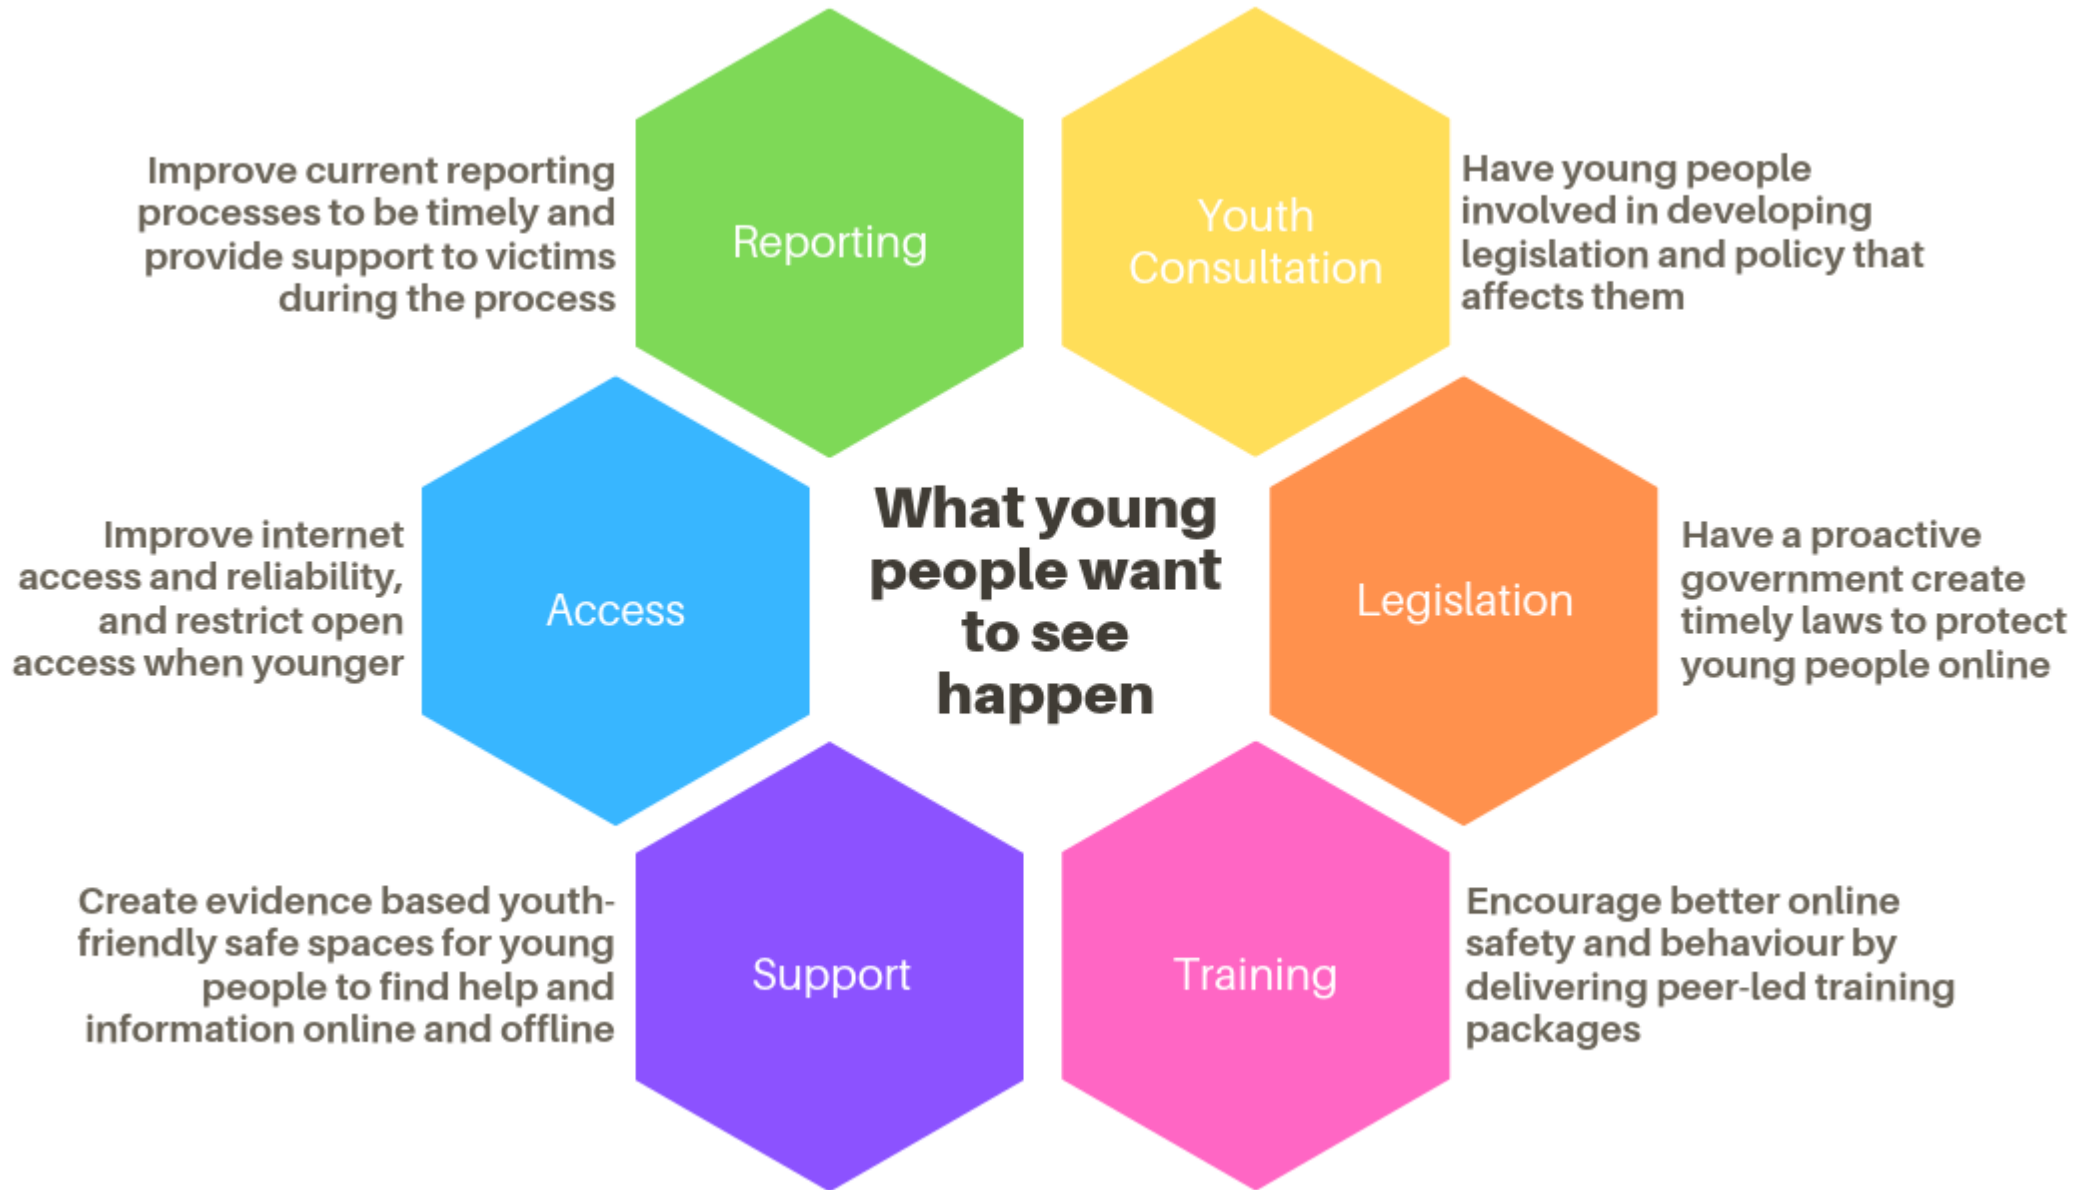 Improve current reporting
processes to be timely and
provide support to victims
during the process
Reporting
Youth
Consultation
Have young people
involved in developing
legislation and policy that
affects them
Improve internet
access and reliability,
and restrict open
access when younger
Access
What young
people want
to see
happen
Legislation
Have a proactive
government create
timely laws to protect
young people online
Create evidence based youth-
friendly safe spaces for young
people to find help and
information online and offline
Support
Training
Encourage better online
safety and behaviour by
delivering peer-led training
packages